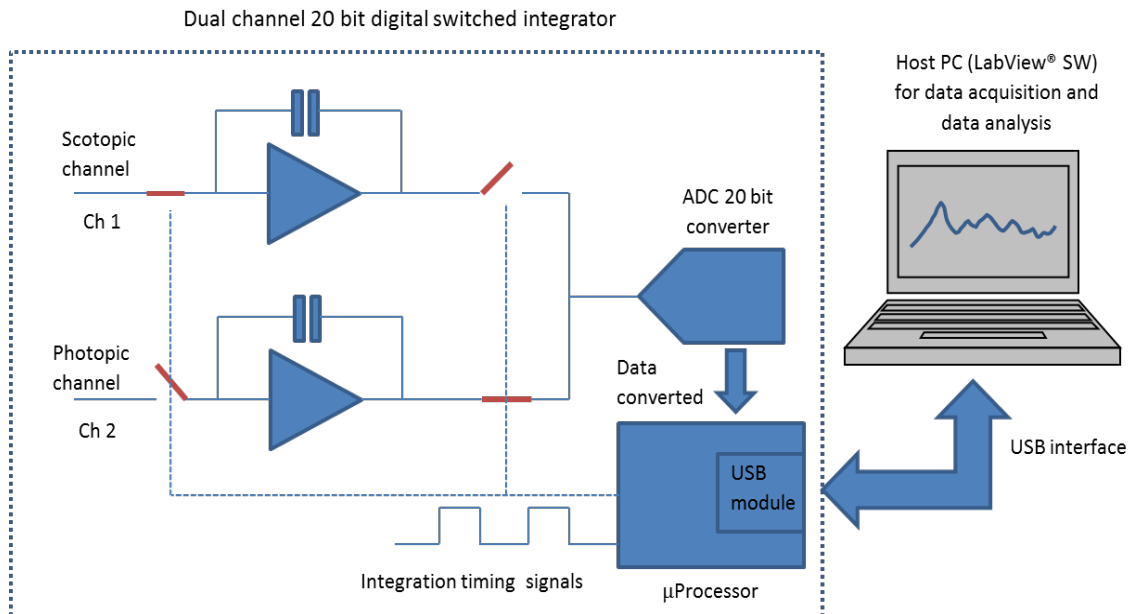 Dual channel 20 bit digital switched integrator
Host PC (LabView® SW)
for data acquisition and
data analysis
Scotopic
channel
Ch 1
ADC 20 bit
converter
Photopic
channel
Ch 2
Data
converted
USB interface
USB
module
Integration timing signals
μProcessor